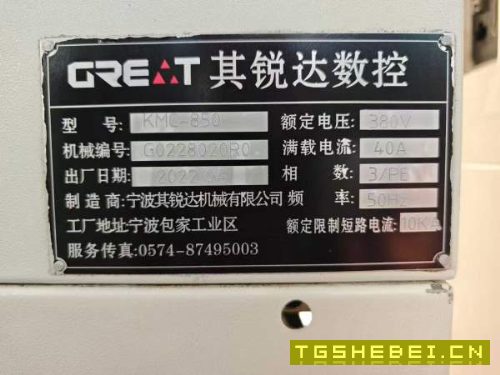 GREAT 其锐达数控
型 号: KMC-850 额定电压: 380V
机械编号: G0228020R0 满载电流: 40A
出厂日期: 2022 相 数: 3/PE
制造商:宁波其锐达机械有限公司 频 率: 50Hz
工厂地址宁波包家工业区 额定限制短路电流: 10KA
服务传真:0574-87495003
TGSHEBEI.CN